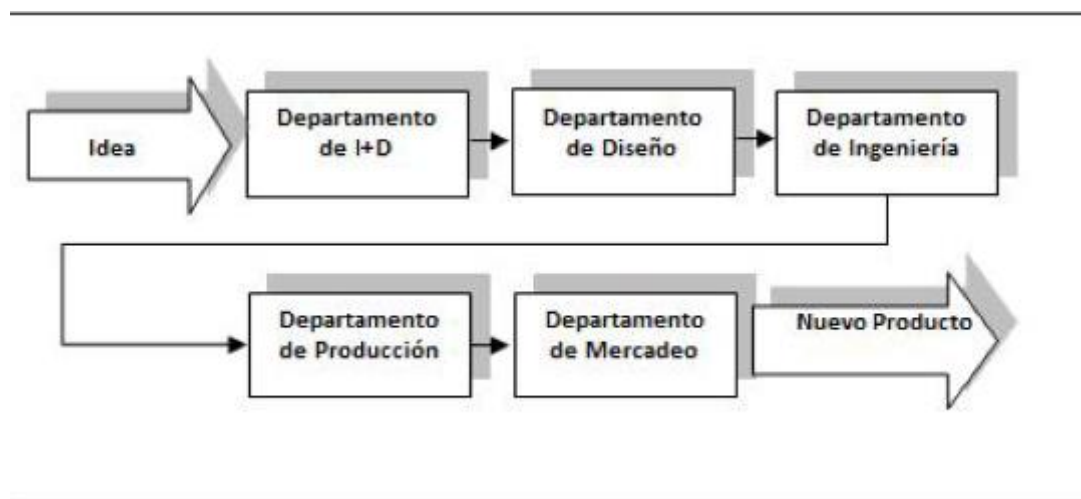 Idea
Departamento
de I+D
Departamento
de Diseño
Departamento
de Ingeniería
Departamento
de Producción
Departamento
de Mercadeo
Nuevo Producto